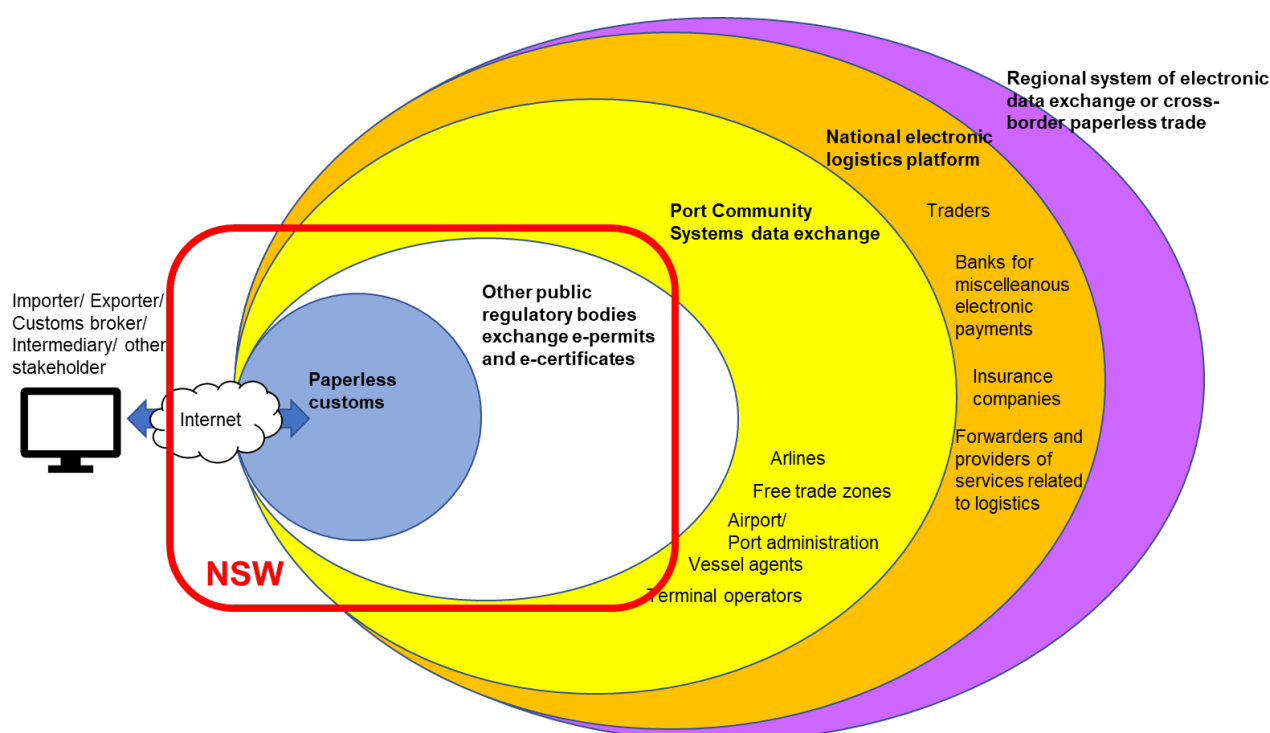 Regional system of electronic
data exchange or cross-
border paperless trade
National electronic
logistics platform
Traders
Port Community
Systems data exchange
Banks for
miscelleanous
electronic
payments
Other public
regulatory bodies
exchange e-permits
and e-certificates
Importer/ Exporter/
Customs broker/
Intermediary/ other
stakeholder
Paperless
customs
Internet
Insurance
companies
Forwarders and
providers of
services related
to logistics
Arlines
Free trade zones
Airport/
Port administration
Vessel agents
Terminal operators
NSW